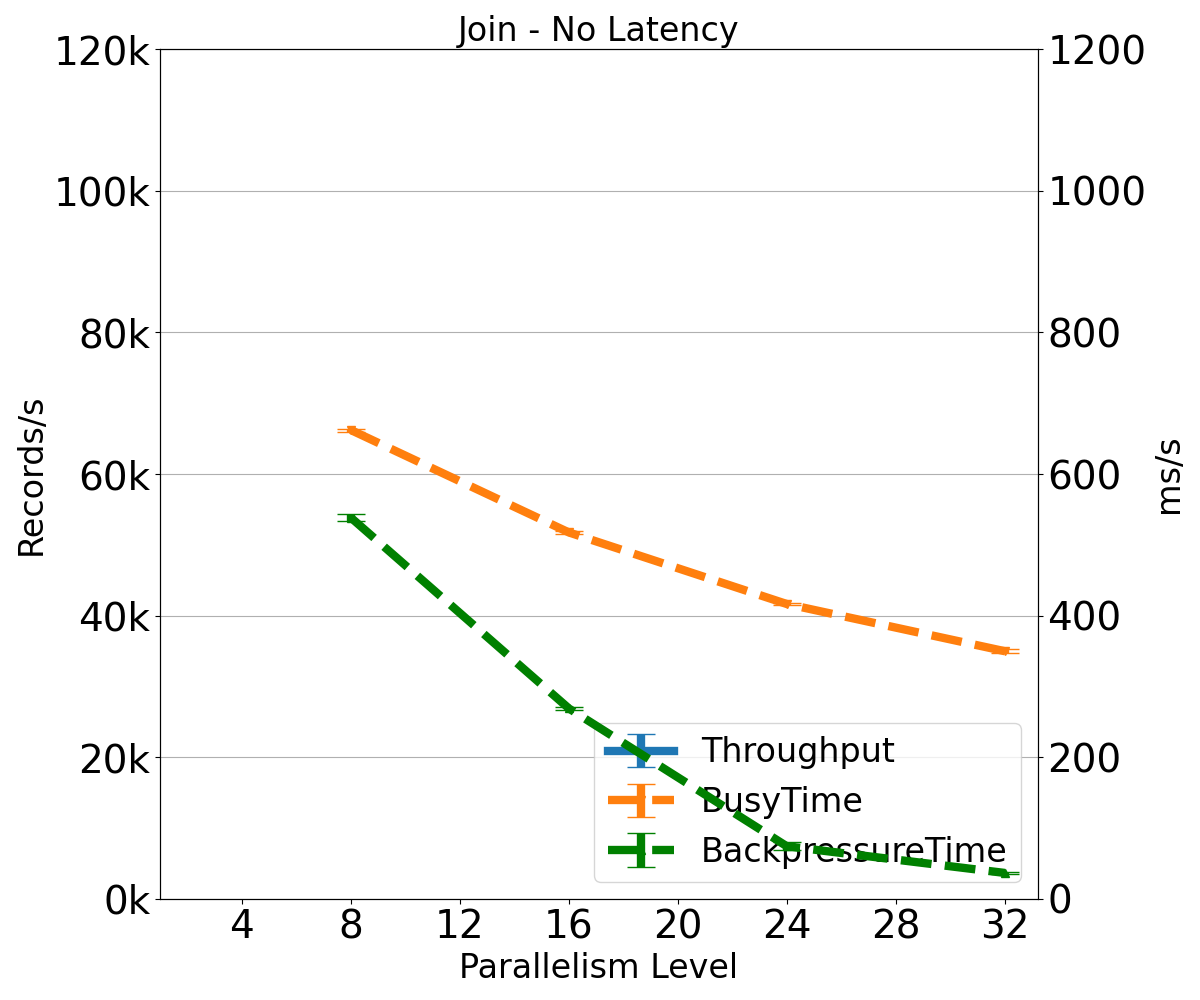 Join - No Latency
120k
100k
80k
60k
40k
20k
0k
Records/s
1200
1000
800
600
400
200
0
ms/s
Throughput
BusyTime
BackpressureTime
4 8 12 16 20 24 28 32
Parallelism Level